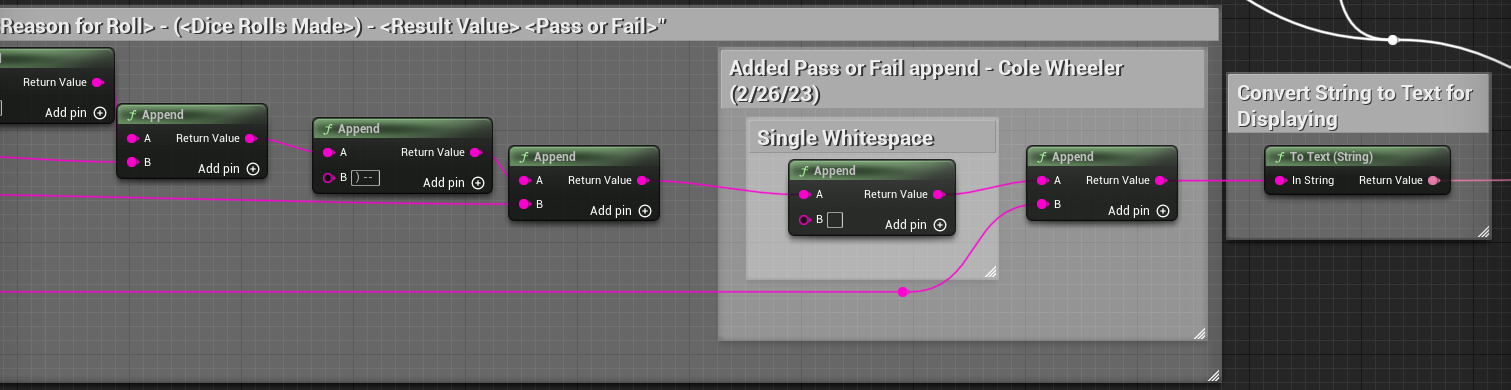 Reason for Roll> - (<Dice Rolls Made>) - <Result Value> <Pass or Fail>"
Return Value
Add pin
Append
A Return Value
B
Add pin
Append
A Return Value
B ) --
Add pin
Append
A Return Value
B
Add pin
Added Pass or Fail append - Cole Wheeler
(2/26/23)
Single Whitespace
Append
A Return Value
B
Add pin
Append
A Return Value
B
Add pin
Convert String to Text for
Displaying
To Text (String)
In String Return Value